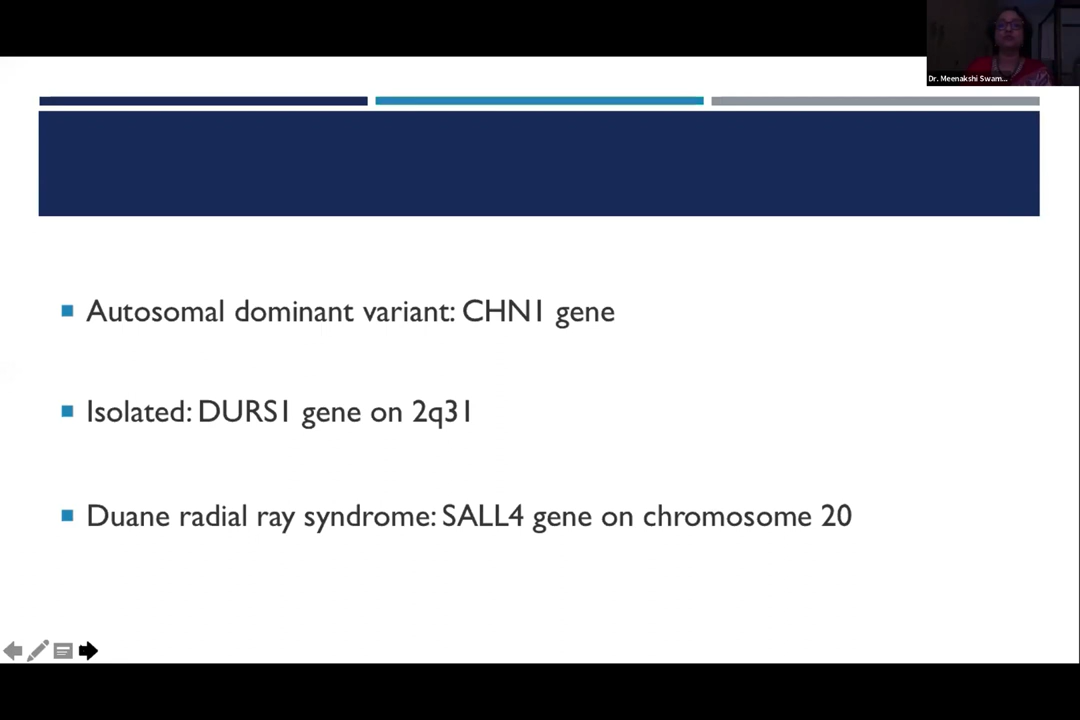 Dr. Meenakshi Swam...
Autosomal dominant variant: CHN1 gene
Isolated: DURS1 gene on 2q31
Duane radial ray syndrome: SALL4 gene on chromosome 20